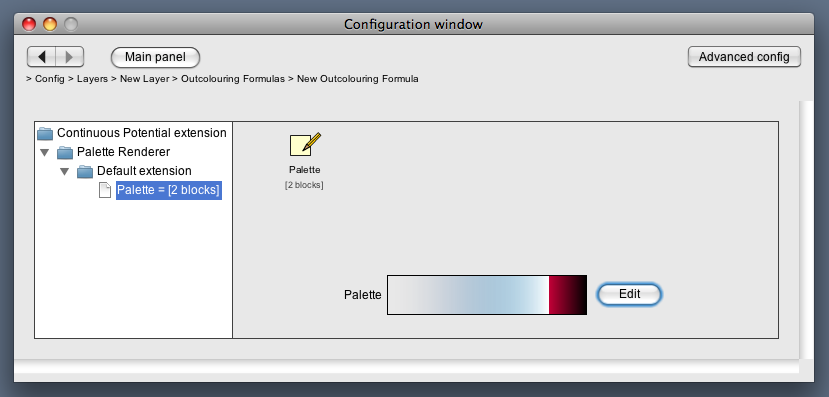 Configuration window
Main panel
Advanced config
> Config > Layers > New Layer > Outcolouring Formulas > New Outcolouring Formula
Continuous Potential extension
Palette Renderer
Default extension
Palette = [2 blocks]
Palette
[2 blocks]
Palette
Edit